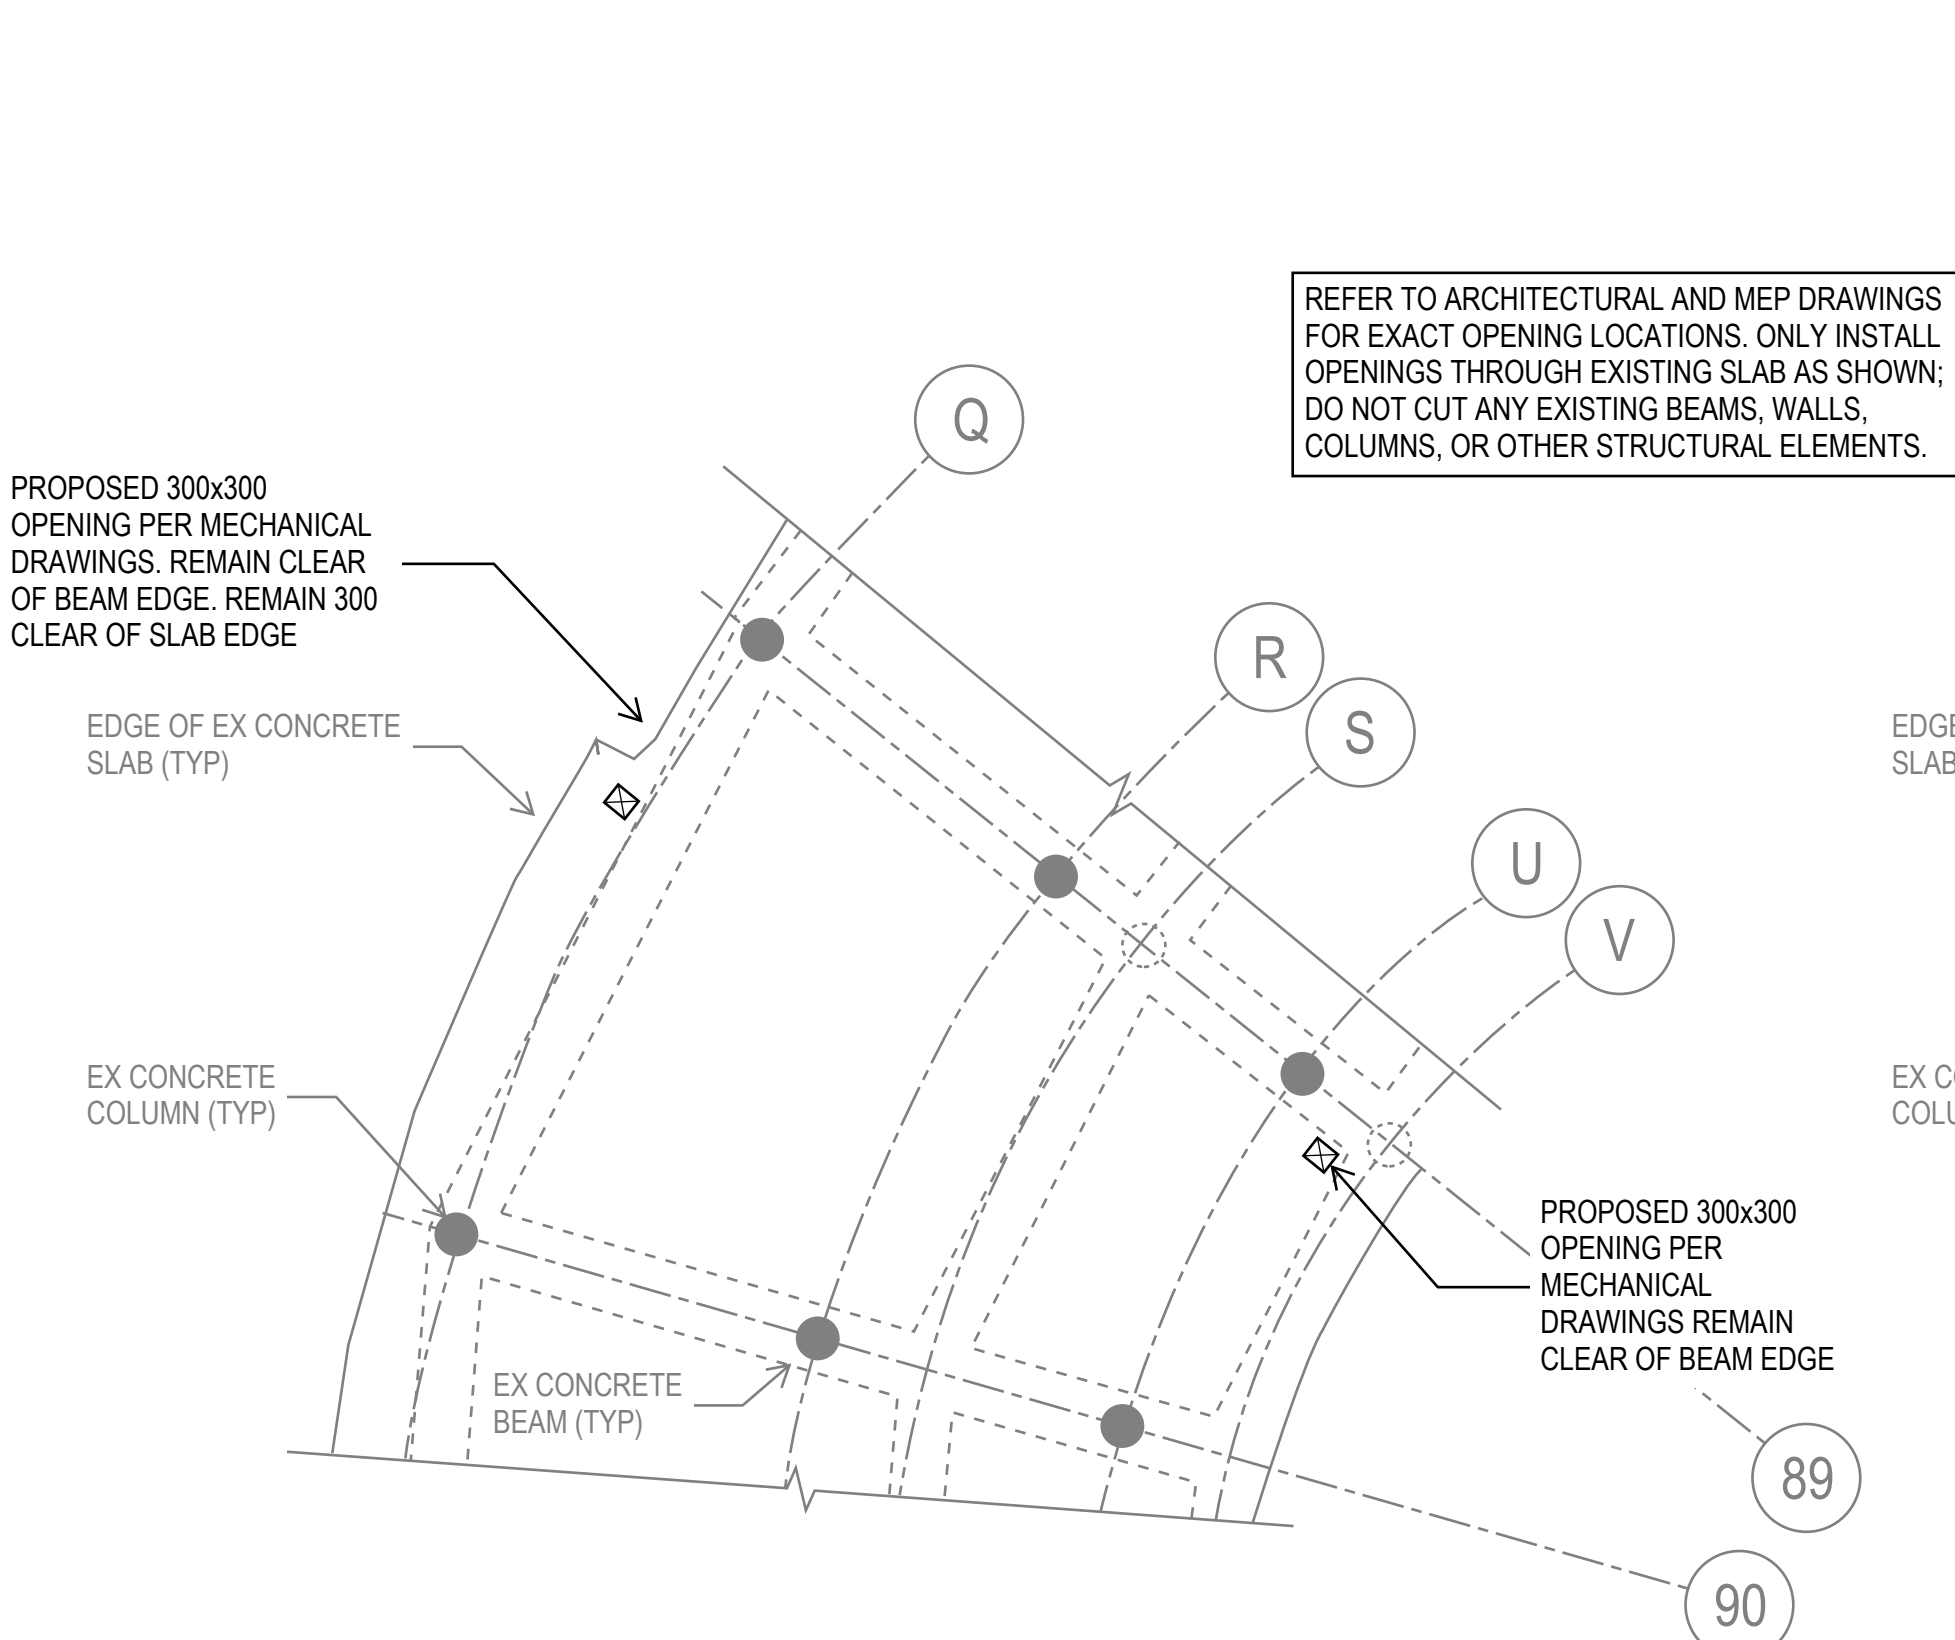 REFER TO ARCHITECTURAL AND MEP DRAWINGS
FOR EXACT OPENING LOCATIONS. ONLY INSTALL
OPENINGS THROUGH EXISTING SLAB AS SHOWN;
DO NOT CUT ANY EXISTING BEAMS, WALLS,
COLUMNS, OR OTHER STRUCTURAL ELEMENTS.
Q
PROPOSED 300x300
OPENING PER MECHANICAL
DRAWINGS. REMAIN CLEAR
OF BEAM EDGE. REMAIN 300
CLEAR OF SLAB EDGE
R
S
EDGE OF EX CONCRETE
SLAB (TYP)
EDGE
SLAB
U
V
EX CONCRETE
COLUMN (TYP)
EX
PROPOSED 300x300
OPENING PER
MECHANICAL
DRAWINGS REMAIN
CLEAR OF BEAM EDGE
EX CONCRETE
BEAM (TYP)
89
90